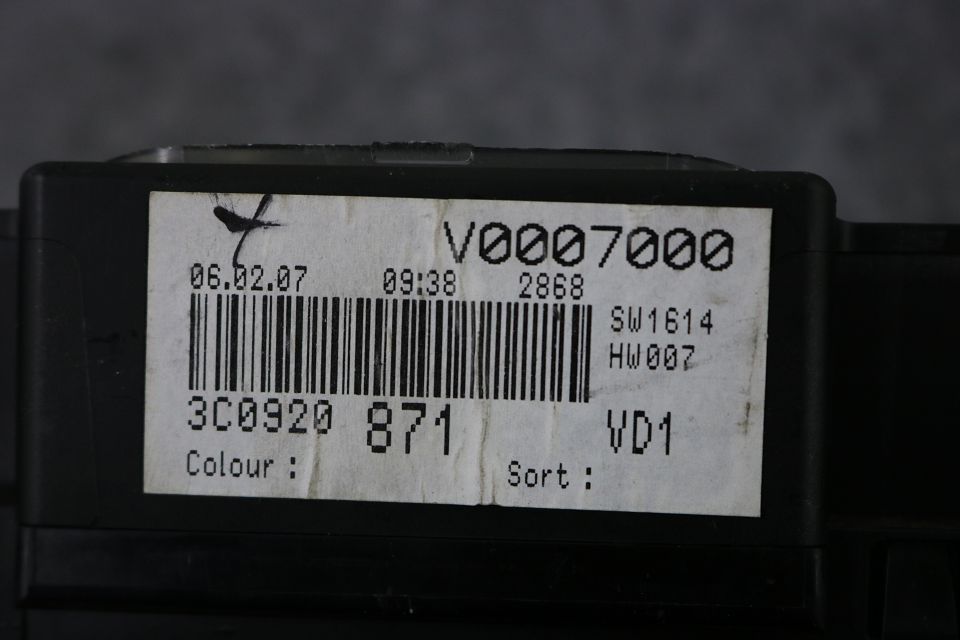 V0007000
06.02.07 09:38 2868
SW1614
HW007
3C0920 871 VD1
Colour : Sort :